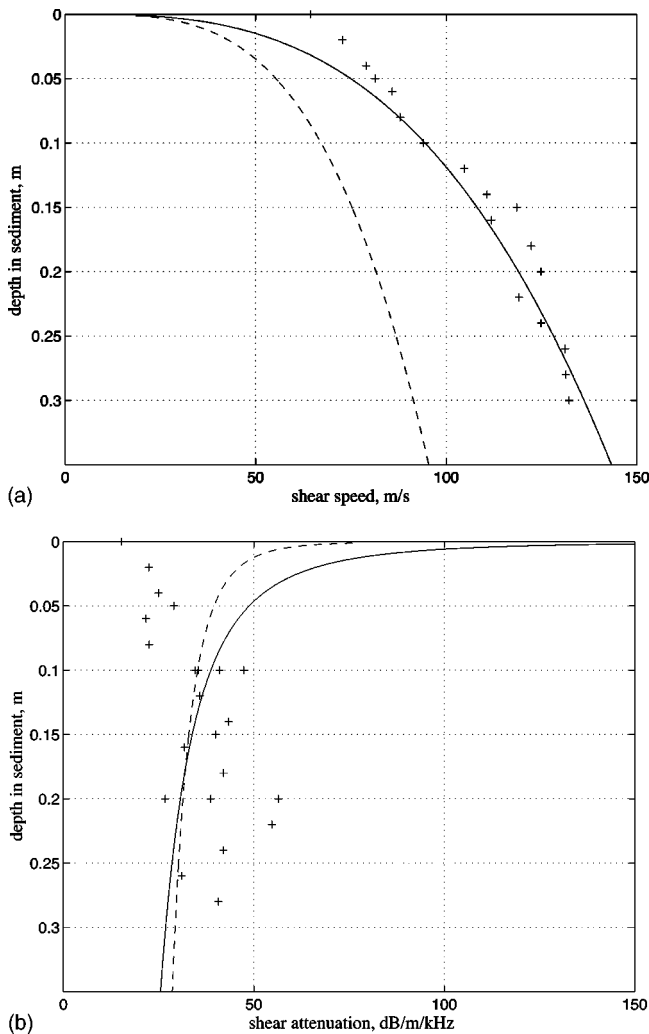 0
0.05
0.1
0.15
0.2
0.25
0.3
depth in sediment, m
0 50 100 150
shear speed, m/s
(a)
0
0.05
0.1
0.15
0.2
0.25
0.3
depth in sediment, m
0 50 100 150
shear attenuation, dB/m/kHz
(b)